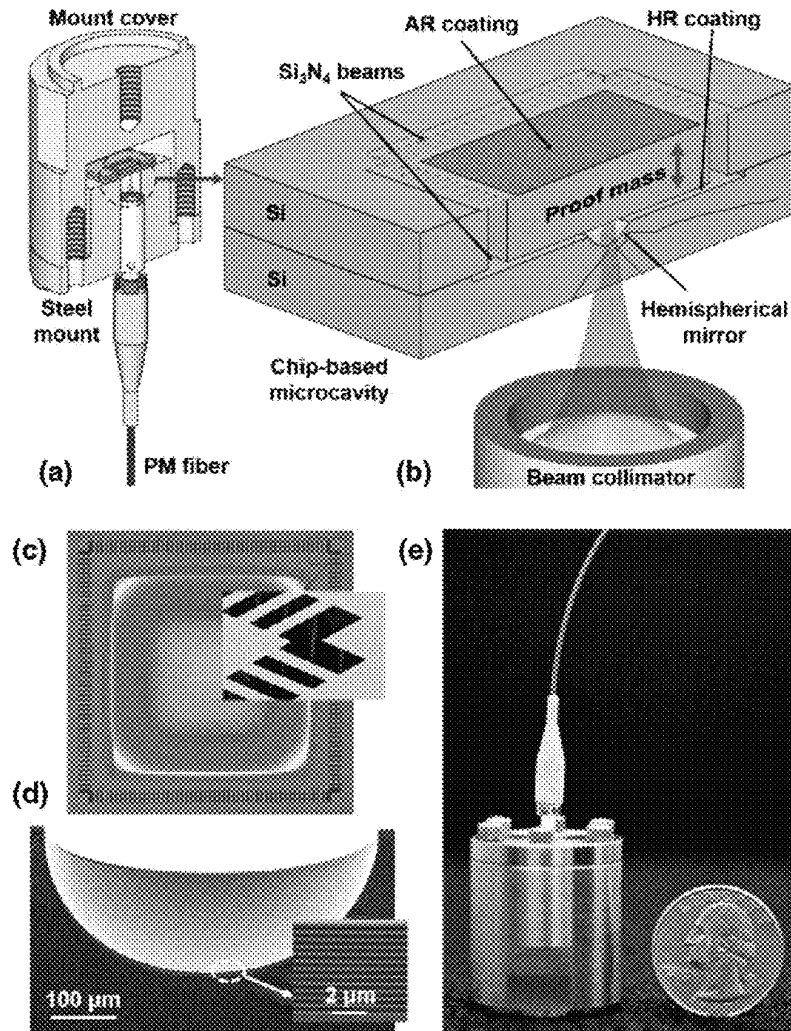 Mount cover
AR coating
HR coating
Si₃N₄ beams
Proof mass
Si
Si
Steel
mount
Hemispherical
mirror
Chip-based
microcavity
(a)
PM fiber
(b)
Beam collimator
(c)
(e)
(d)
100 μm
2 μm